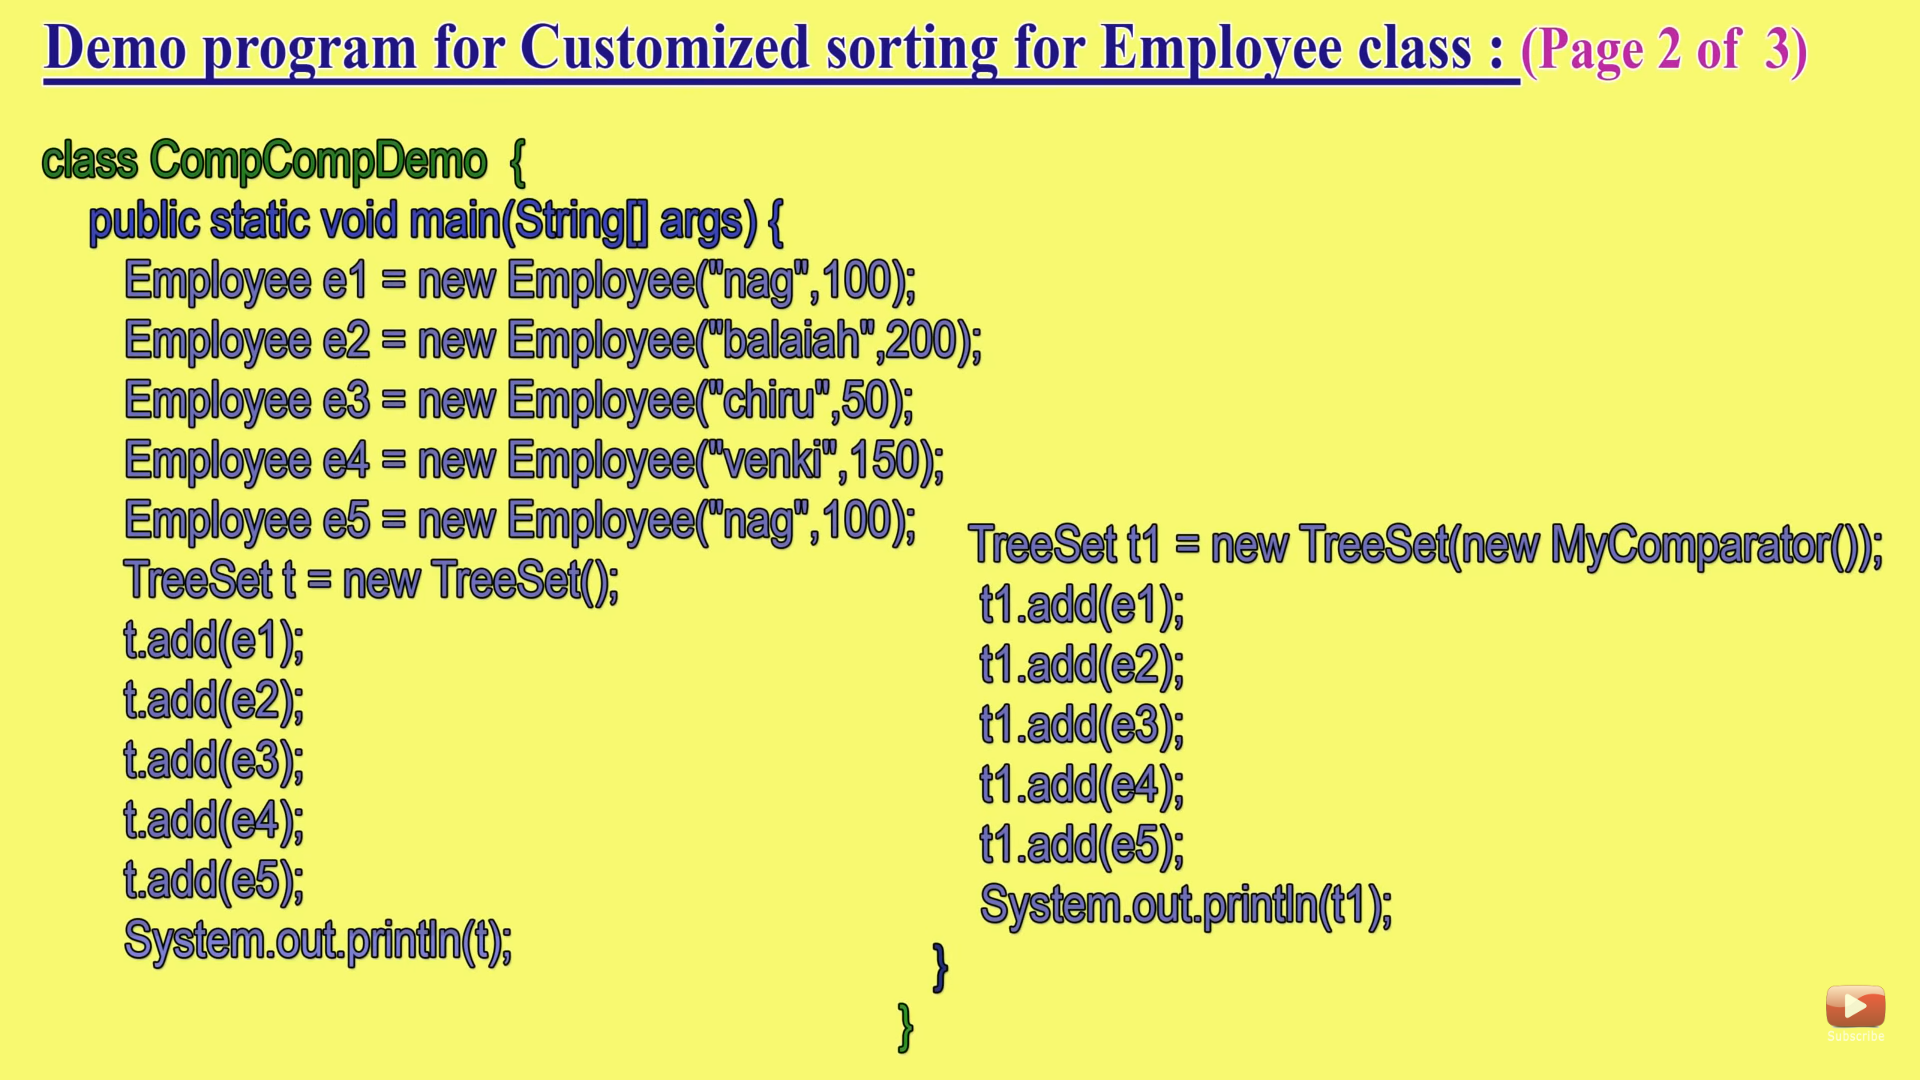 Demo program for Customized sorting for Employee class : (Page 2 of 3)
class CompCompDemo {
public static void main(String[] args) {
Employee e1 = new Employee("nag",100);
Employee e2 = new Employee("balaiah",200);
Employee e3 = new Employee("chiru",50);
Employee e4 = new Employee("venki",150);
Employee e5 = new Employee("nag",100);
TreeSet t = new TreeSet();
t.add(e1);
t.add(e2);
t.add(e3);
t.add(e4);
t.add(e5);
System.out.println(t);
TreeSet t1 = new TreeSet(new MyComparator());
t1.add(e1);
t1.add(e2);
t1.add(e3);
t1.add(e4);
t1.add(e5);
System.out.println(t1);
}
}
Subscribe